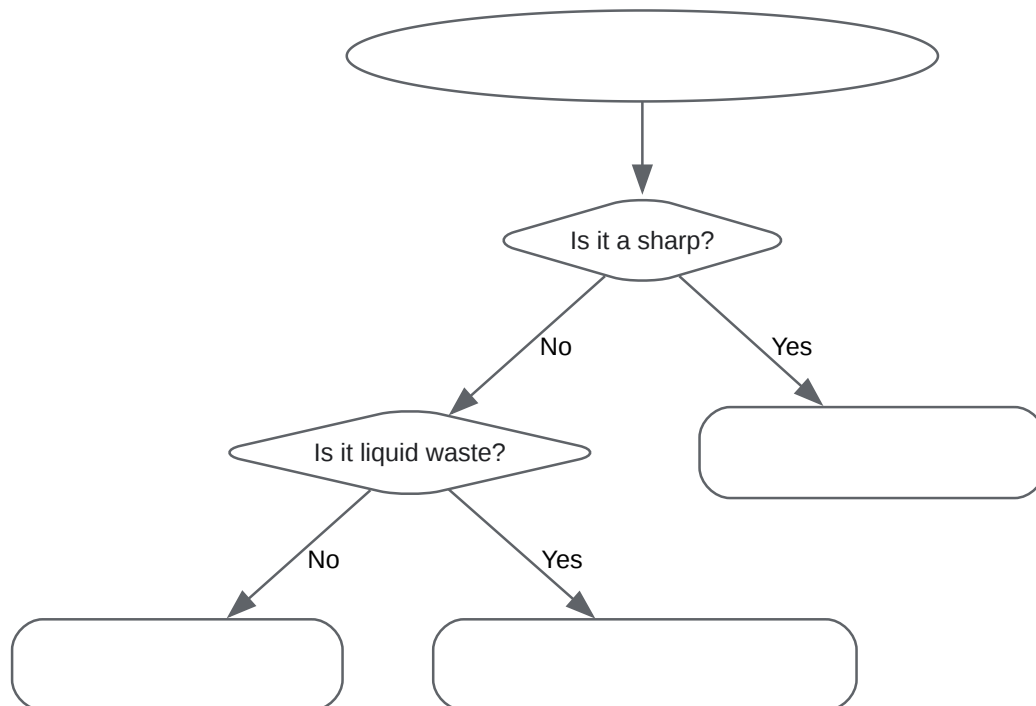 Is it a sharp?
No
Yes
Is it liquid waste?
No
Yes